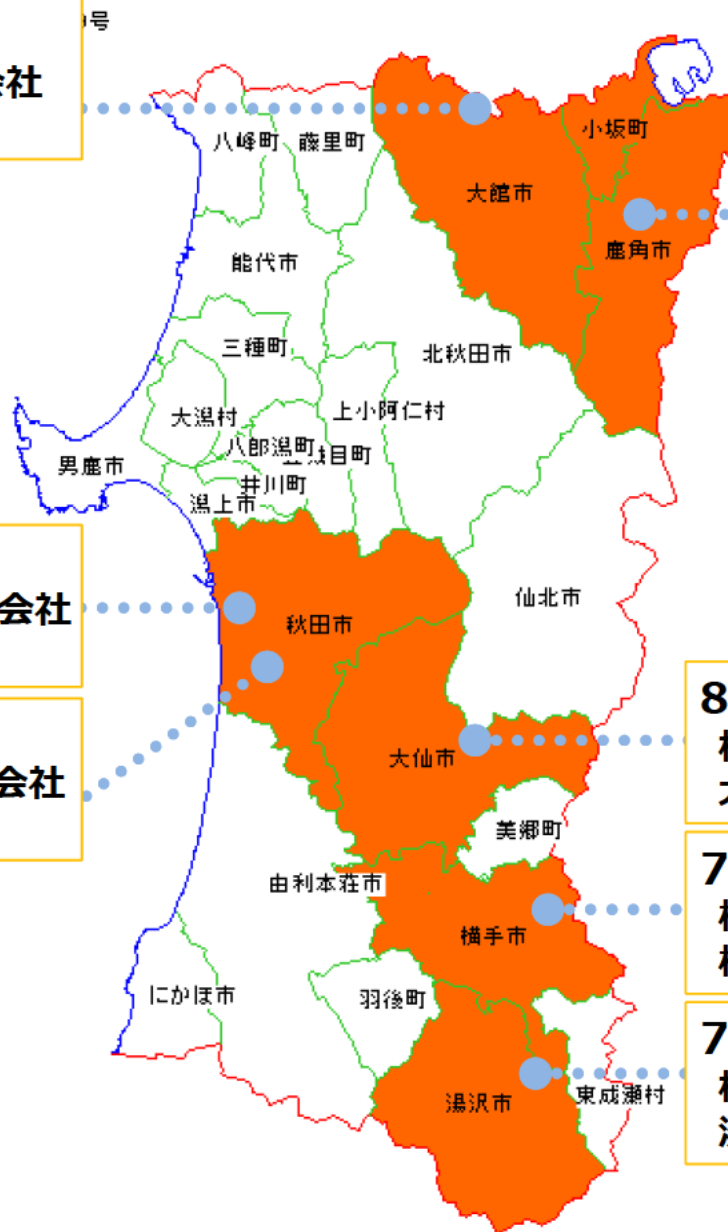 号
会社
八峰町
藤里町
小坂町
大館市
鹿角市
能代市
三種町
北秋田市
大潟村
上小阿仁村
八郎潟町
目町
男鹿市
井川町
潟上市
仙北市
会社
秋田市
8
大仙市
会社
美郷町
7
由利本荘市
横手市
にかほ市
羽後町
7
東成瀬村
湯沢市